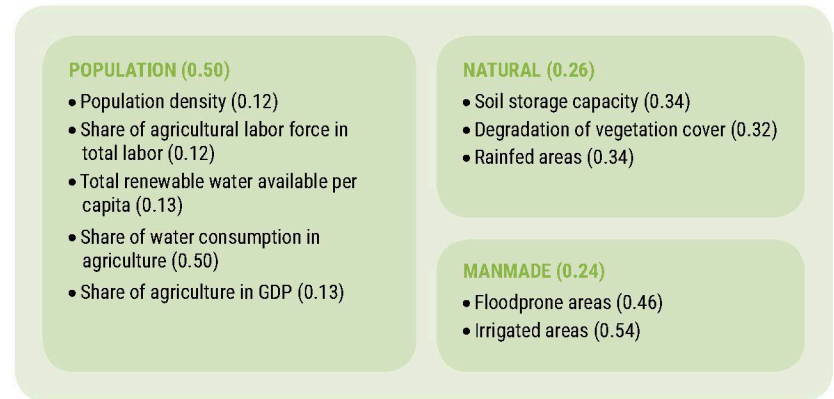 POPULATION (0.50)
• Population density (0.12)
• Share of agricultural labor force in
total labor (0.12)
• Total renewable water available per
capita (0.13)
• Share of water consumption in
agriculture (0.50)
• Share of agriculture in GDP (0.13)
NATURAL (0.26)
• Soil storage capacity (0.34)
• Degradation of vegetation cover (0.32)
• Rainfed areas (0.34)
MANMADE (0.24)
• Floodprone areas (0.46)
• Irrigated areas (0.54)